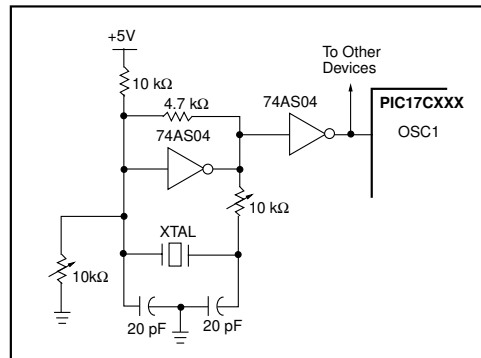 +5V
To Other
Devices
10 kΩ
4.7 kΩ
74AS04
74AS04
PIC17CXXX
OSC1
10 kΩ
XTAL
10kΩ
20 pF
20 pF